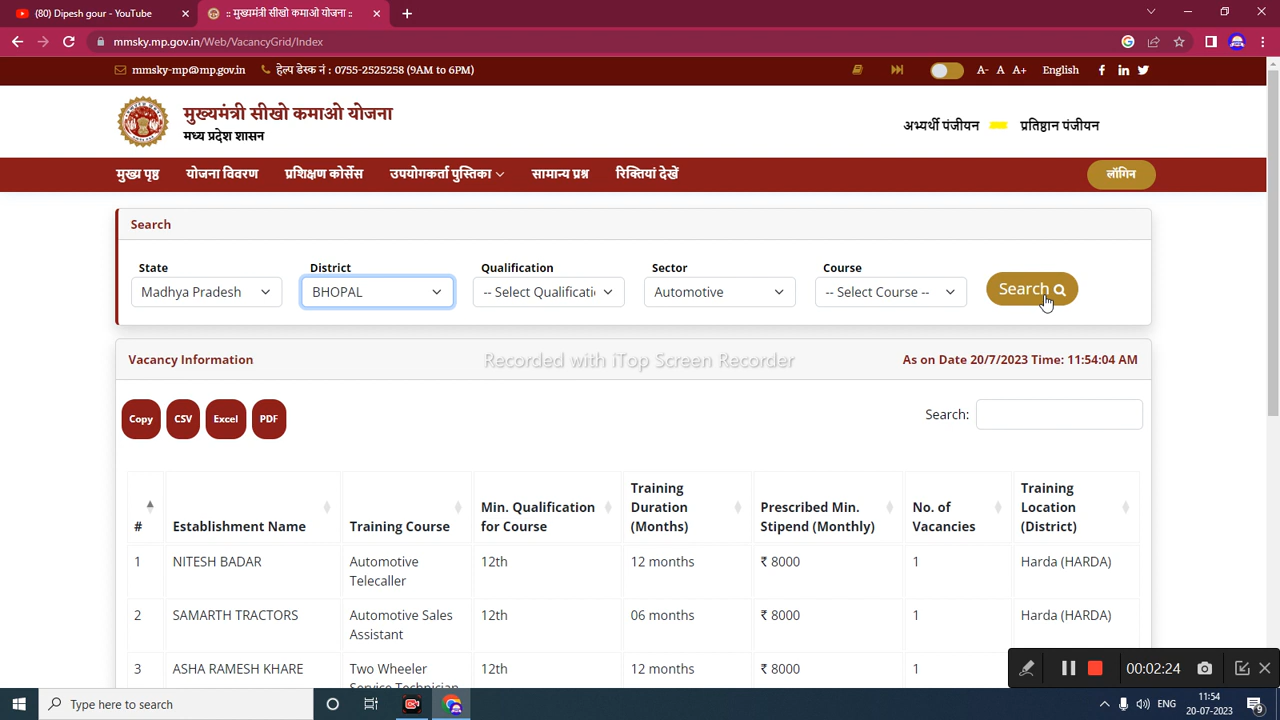 (80) Dipesh gour - YouTube
:: मुख्यमंत्री सीखो कमाओ योजना ::
mmsky.mp.gov.in/Web/VacancyGrid/Index
mmsky-mp@mp.gov.in
हेल्प डेस्क नं : 0755-2525258 (9AM to 6PM)
A- A A+ English
मुख्यमंत्री सीखो कमाओ योजना
मध्य प्रदेश शासन
अभ्यर्थी पंजीयन प्रतिष्ठान पंजीयन
मुख्य पृष्ठ योजना विवरण प्रशिक्षण कोर्सेस उपयोगकर्ता पुस्तिका सामान्य प्रश्न रिक्तियां देखें लॉगिन
Search
State District Qualification Sector Course
Madhya Pradesh BHOPAL -- Select Qualificatio Automotive -- Select Course -- Search
Vacancy Information Recorded with iTop Screen Recorder As on Date 20/7/2023 Time: 11:54:04 AM
Copy CSV Excel PDF Search:
# Establishment Name Training Course Min. Qualification for Course Training Duration (Months) Prescribed Min. Stipend (Monthly) No. of Vacancies Training Location (District)
1 NITESH BADAR Automotive Telecaller 12th 12 months ₹ 8000 1 Harda (HARDA)
2 SAMARTH TRACTORS Automotive Sales Assistant 12th 06 months ₹ 8000 1 Harda (HARDA)
3 ASHA RAMESH KHARE Two Wheeler Service Technician 12th 12 months ₹ 8000 1
00:02:24
Type here to search
ENG
11:54
20-07-2023
9